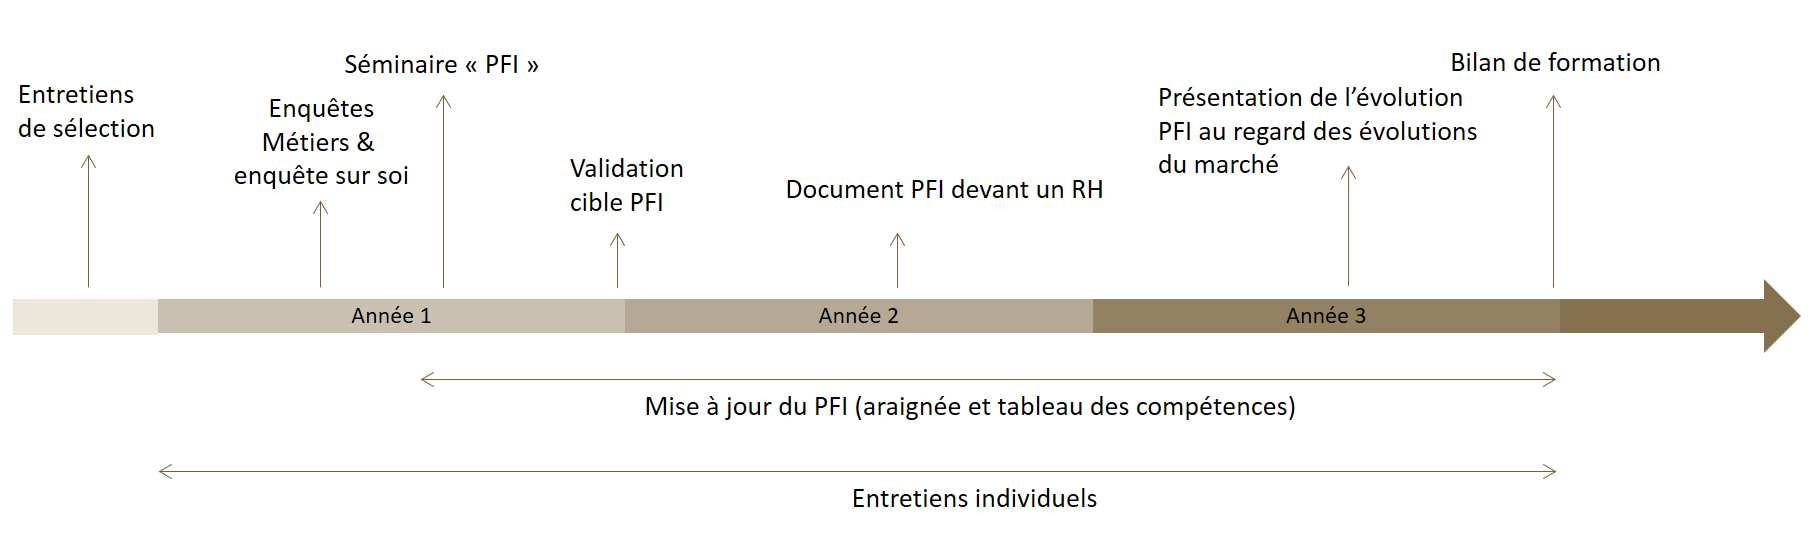 Entretiens
de sélection
Enquêtes
Métiers &
enquête sur soi
Séminaire « PFI »
Validation
cible PFI
Document PFI devant un RH
Présentation de l’évolution
PFI au regard des évolutions
du marché
Bilan de formation
Année 1
Année 2
Année 3
Mise à jour du PFI (araignée et tableau des compétences)
Entretiens individuels